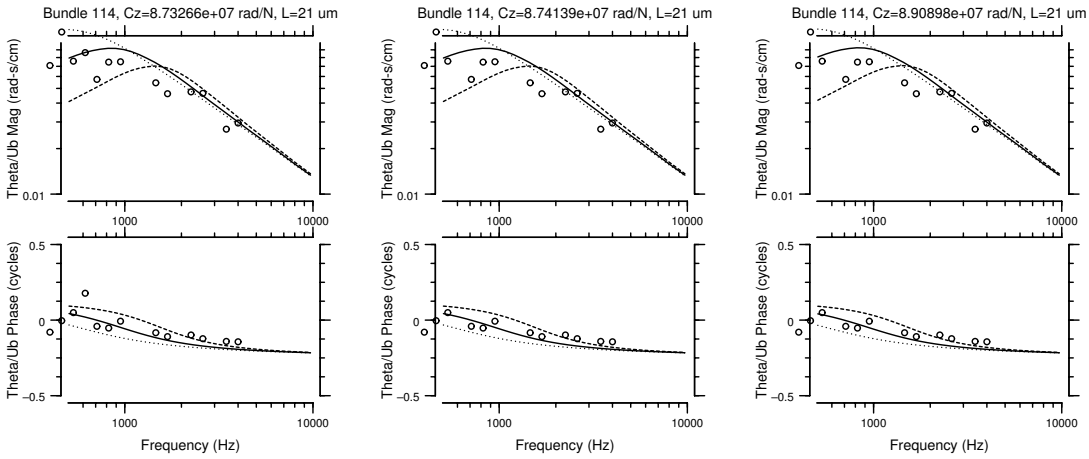 Bundle 114, Cz=8.73266e+07 rad/N, L=21 um
Theta/Ub Mag (rad-s/cm)
0.01
1000
10000
Theta/Ub Phase (cycles)
0.5
0
−0.5
1000
10000
Frequency (Hz)
Bundle 114, Cz=8.74139e+07 rad/N, L=21 um
Theta/Ub Mag (rad-s/cm)
0.01
1000
10000
Theta/Ub Phase (cycles)
0.5
0
−0.5
1000
10000
Frequency (Hz)
Bundle 114, Cz=8.90898e+07 rad/N, L=21 um
Theta/Ub Mag (rad-s/cm)
0.01
1000
10000
Theta/Ub Phase (cycles)
0.5
0
−0.5
1000
10000
Frequency (Hz)